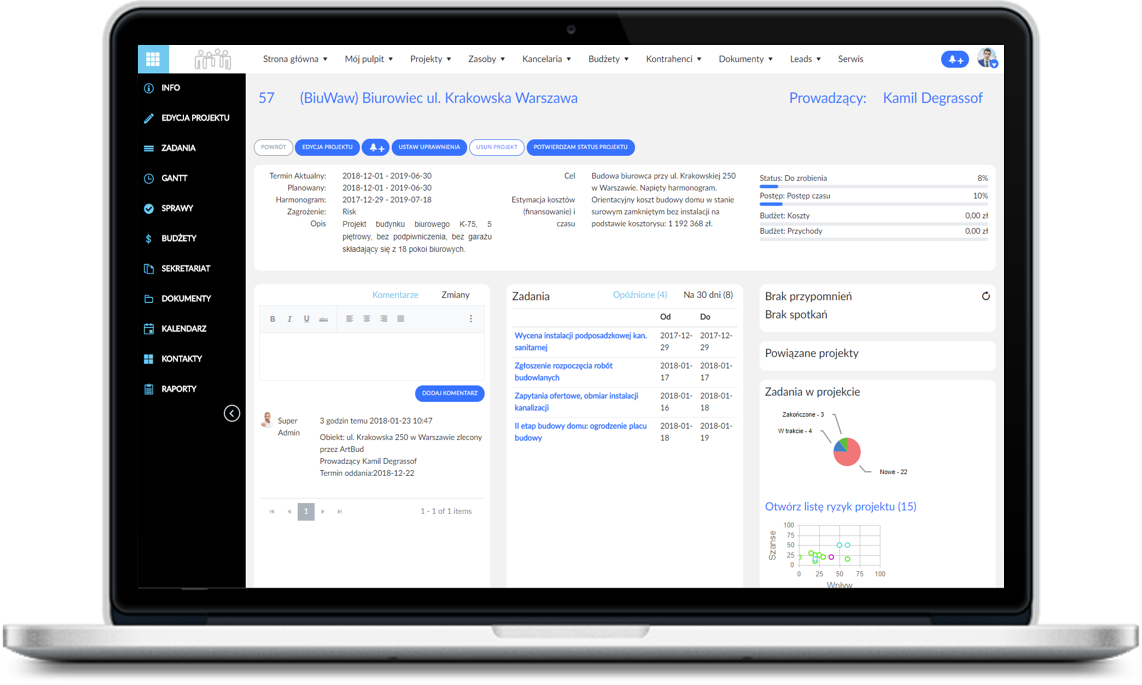 Strona główna ▾ Mój pulpit ▾ Projekty ▾ Zasoby ▾ Kancelaria ▾ Budżety ▾ Kontrahenci ▾ Dokumenty ▾ Leads ▾ Serwis
INFO
EDYCJA PROJEKTU
ZADANIA
GANTT
SPRAWY
BUDŻETY
SEKRETARIAT
DOKUMENTY
KALENDARZ
KONTAKTY
RAPORTY
57 (BiuWaw) Biurowiec ul. Krakowska Warszawa Prowadzący: Kamil Degrassof
POWRÓT EDYCJA PROJEKTU + USTAW UPRAWNIENIA USUŃ PROJEKT POTWIERDZAM STATUS PROJEKTU
Termin Aktualny: 2018-12-01 - 2019-06-30
Planowany: 2018-12-01 - 2019-06-30
Harmonogram: 2017-12-29 - 2019-07-18
Zagrożenie: Risk
Opis Projekt budynku biurowego K-75, 5
piętrowy, bez podpiwniczenia, bez garażu
składający się z 18 pokoi biurowych.
Cel Budowa biurowca przy ul. Krakowskiej 250
w Warszawie. Napięty harmonogram.
Estymacja kosztów Orientacyjny koszt budowy domu w stanie
(finansowanie) i surowym zamkniętym bez instalacji na
czasu podstawie kosztorysu: 1 192 368 zł.
Status: Do zrobienia 8%
Postęp: Postęp czasu 10%
Budżet: Koszty 0,00 zł
Budżet: Przychody 0,00 zł
Komentarze Zmiany
B I U abc
DODAJ KOMENTARZ
Super 3 godzin temu 2018-01-23 10:47
Admin
Obiekt: ul. Krakowska 250 w Warszawie zlecony
przez ArtBud
Prowadzący Kamil Degrassof
Termin oddania:2018-12-22
1 1 - 1 of 1 items
Zadania Opóźnione (4) Na 30 dni (8)
Od Do
Wycena instalacji podposadzkowej kan. 2017-12- 2017-12-
sanitarnej 29 29
Zgłoszenie rozpoczęcia robót 2018-01- 2018-01-
budowlanych 17 17
Zapytania ofertowe, obmiar instalacji 2018-01- 2018-01-
kanalizacji 16 18
II etap budowy domu: ogrodzenie placu 2018-01- 2018-01-
budowy 18 19
Brak przypomnień
Brak spotkań
Powiązane projekty
Zadania w projekcie
Zakończone - 3
W trakcie - 4
Nowe - 22
Otwórz listę ryzyk projektu (15)
Szanse
100
75
50
25
0
0 25 50 75 100
Wpływ